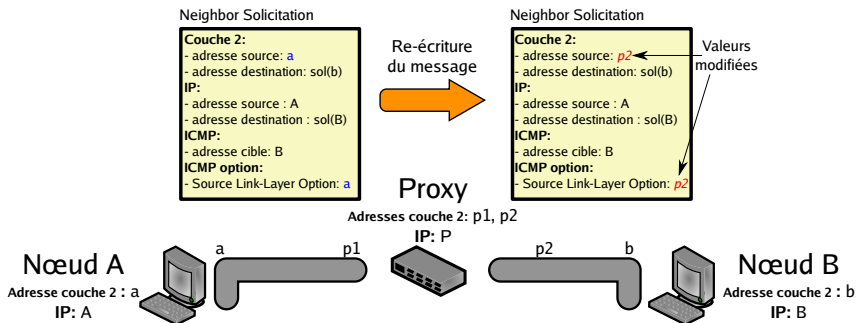 Neighbor Solicitation
Couche 2:
- adresse source: a
- adresse destination: sol(b)
IP:
- adresse source : A
- adresse destination : sol(B)
ICMP:
- adresse cible: B
ICMP option:
- Source Link-Layer Option: a
Re-écriture
du message
Neighbor Solicitation
Couche 2:
- adresse source: p2
- adresse destination: sol(b)
IP:
- adresse source : A
- adresse destination : sol(B)
ICMP:
- adresse cible: B
ICMP option:
- Source Link-Layer Option: p2
Valeurs
modifiées
Proxy
Adresses couche 2: p1, p2
IP: P
Nœud A
Adresse couche 2 : a
IP: A
a
p1
p2
b
Nœud B
Adresse couche 2 : b
IP: B